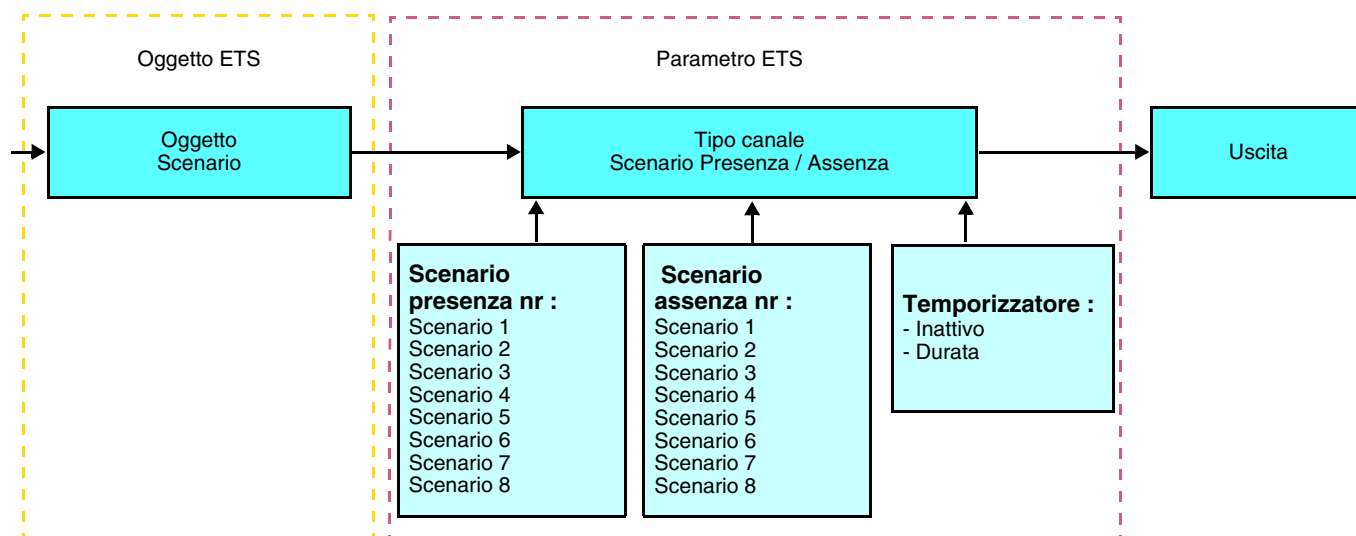 Oggetto ETS
Parametro ETS
Oggetto
Scenario
Tipo canale
Scenario Presenza / Assenza
Uscita
Scenario
presenza nr :
Scenario 1
Scenario 2
Scenario 3
Scenario 4
Scenario 5
Scenario 6
Scenario 7
Scenario 8
Scenario
assenza nr :
Scenario 1
Scenario 2
Scenario 3
Scenario 4
Scenario 5
Scenario 6
Scenario 7
Scenario 8
Temporizzatore :
- Inattivo
- Durata